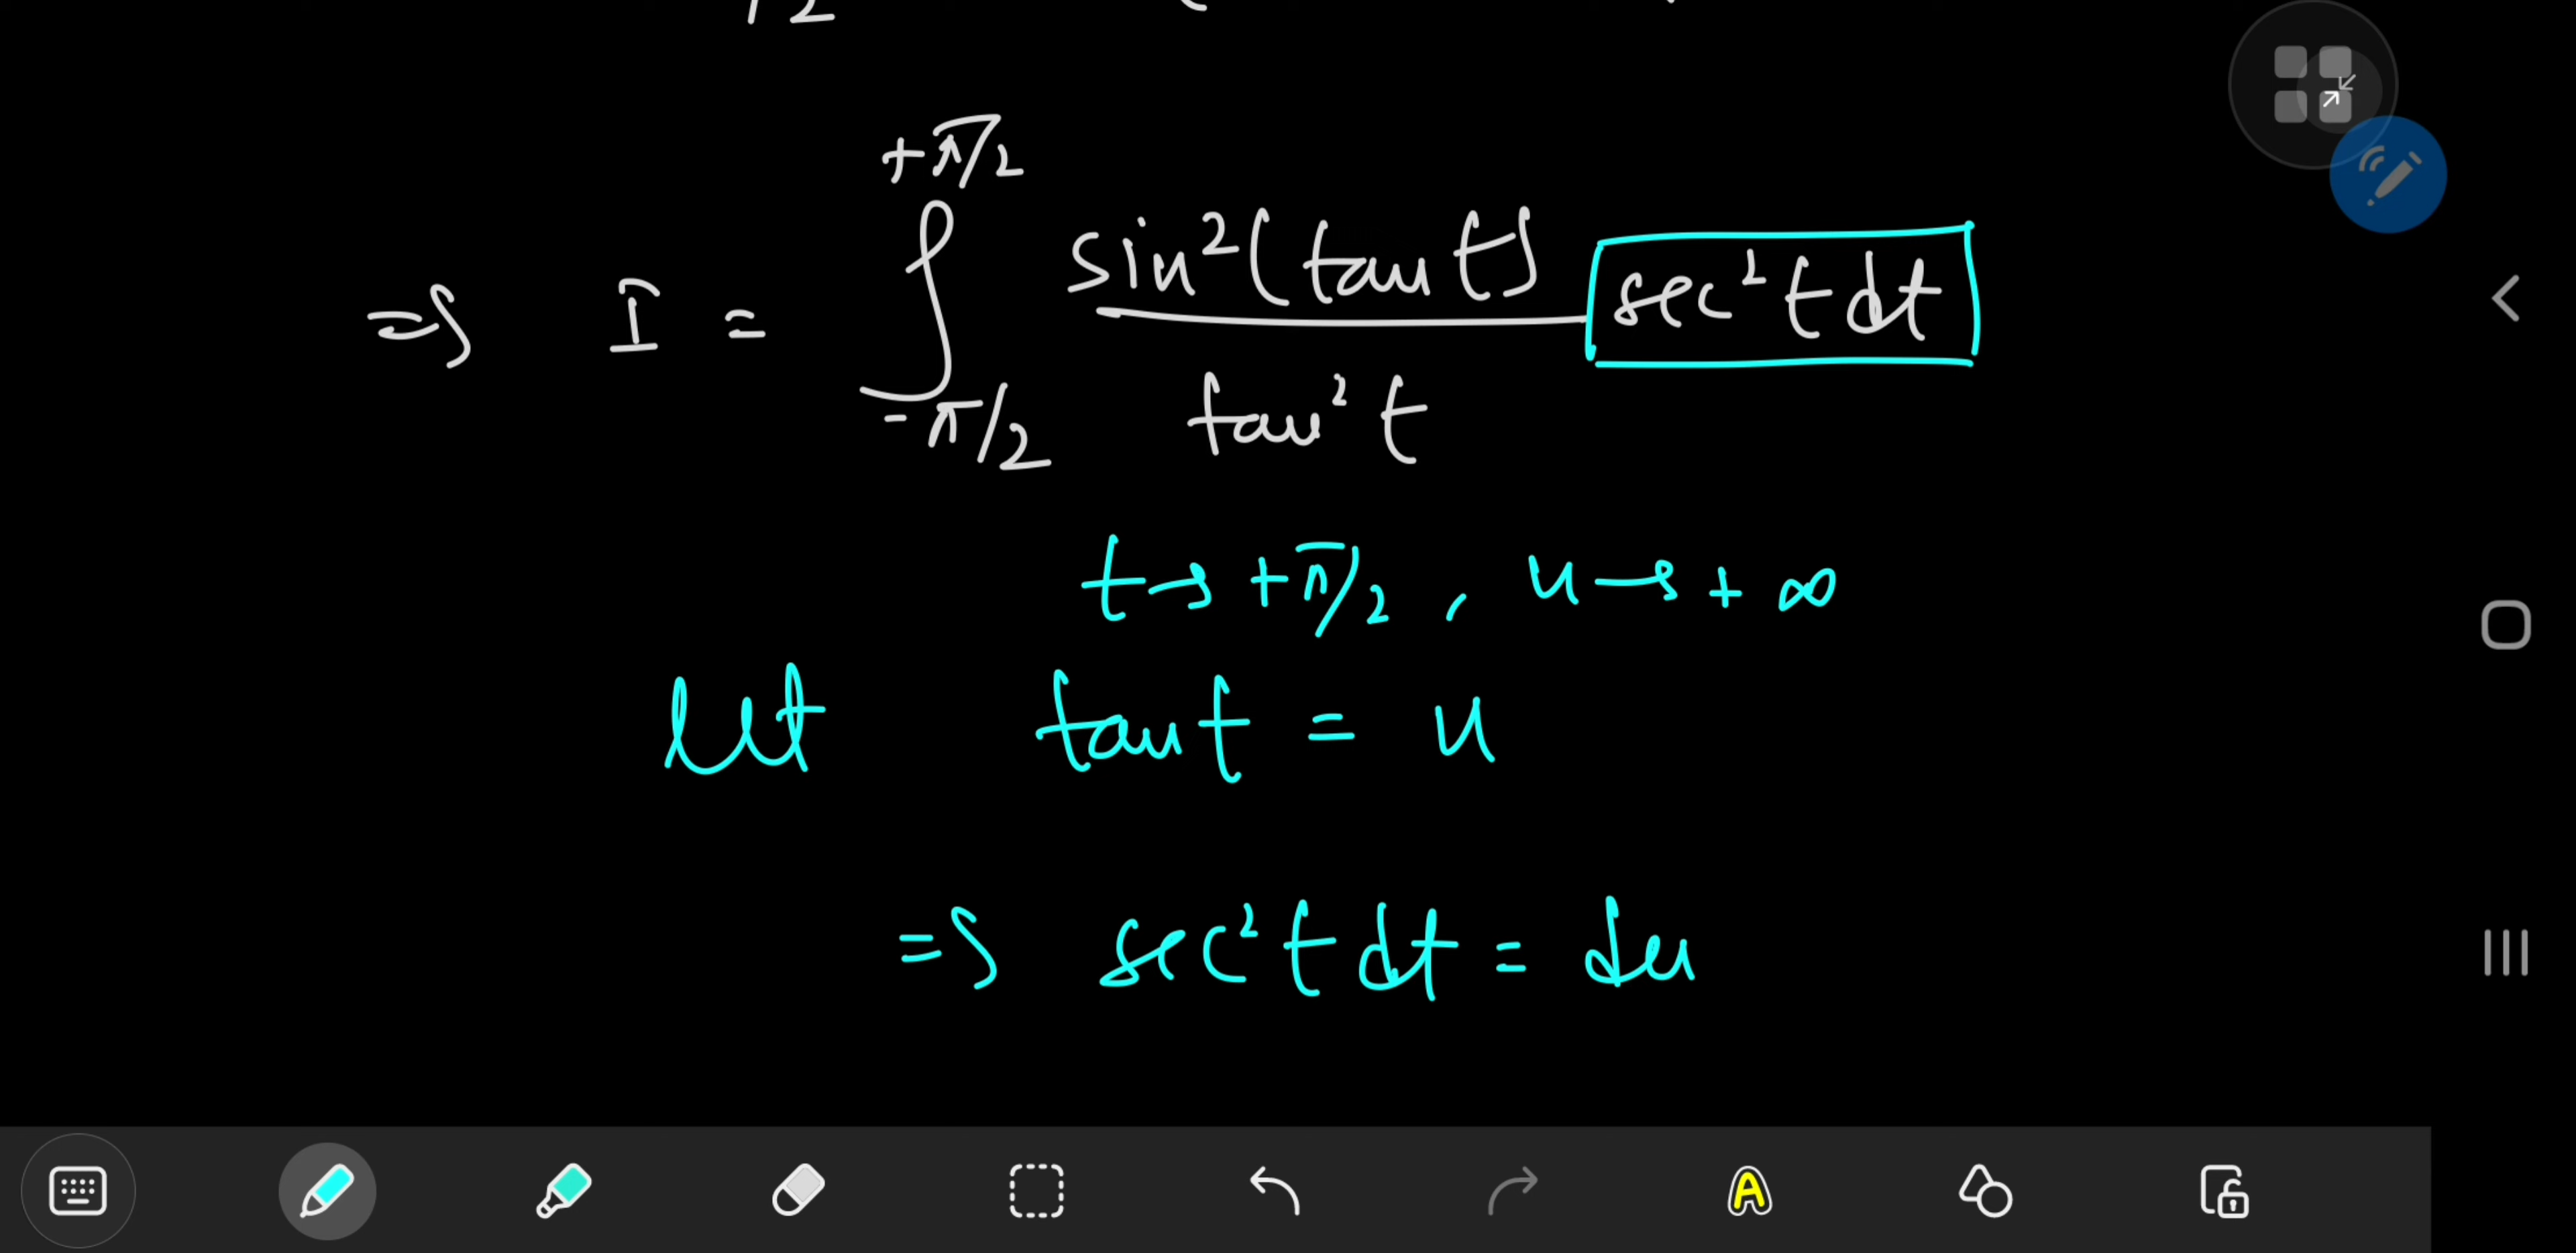 ⇒ I = ∫_{-π/2}^{+π/2} sin²(tan t)/tan² t sec² t dt
t → +π/2, u → +∞
let tan t = u
⇒ sec² t dt = du
A